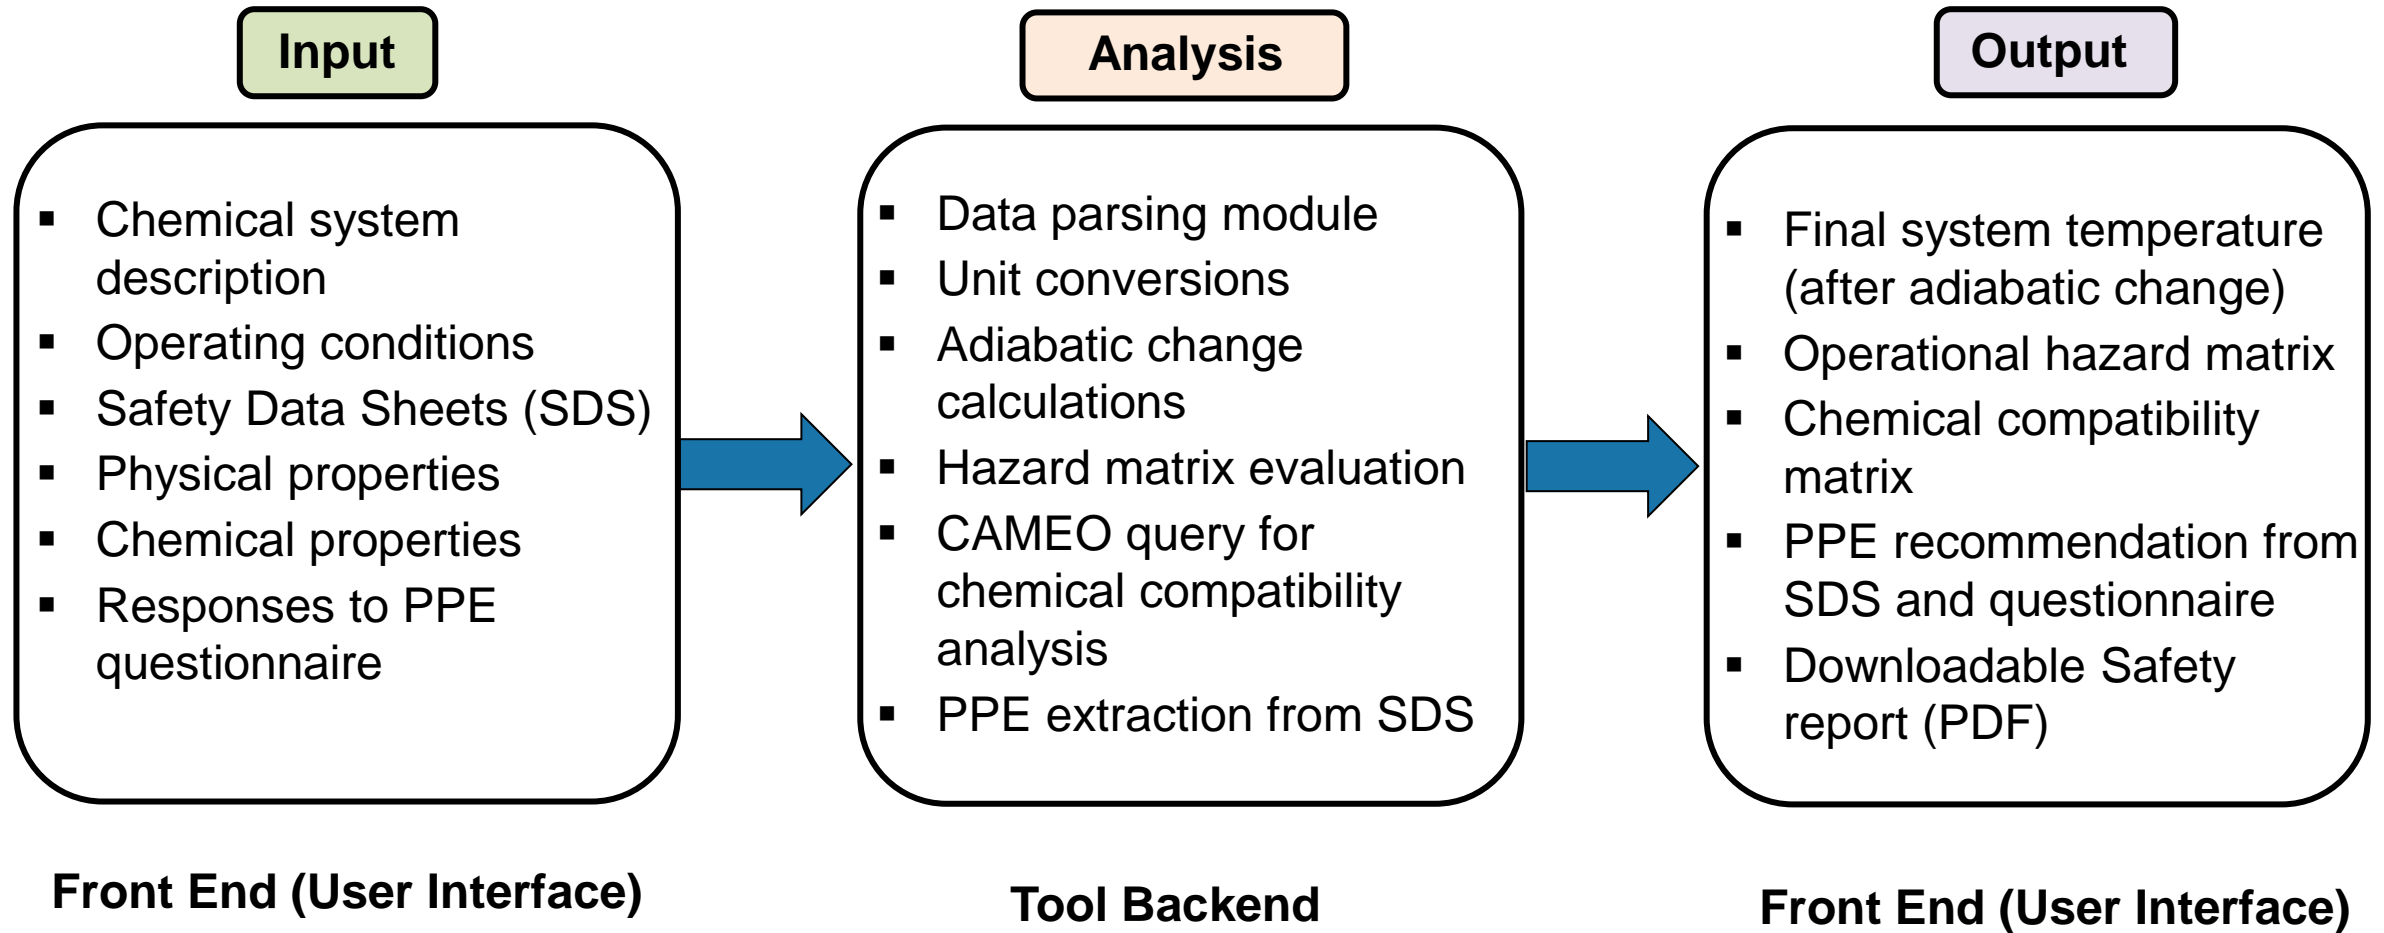 Input
▪ Chemical system
description
▪ Operating conditions
▪ Safety Data Sheets (SDS)
▪ Physical properties
▪ Chemical properties
▪ Responses to PPE
questionnaire
Front End (User Interface)
Analysis
▪ Data parsing module
▪ Unit conversions
▪ Adiabatic change
calculations
▪ Hazard matrix evaluation
▪ CAMEO query for
chemical compatibility
analysis
▪ PPE extraction from SDS
Tool Backend
Output
▪ Final system temperature
(after adiabatic change)
▪ Operational hazard matrix
▪ Chemical compatibility
matrix
▪ PPE recommendation from
SDS and questionnaire
▪ Downloadable Safety
report (PDF)
Front End (User Interface)